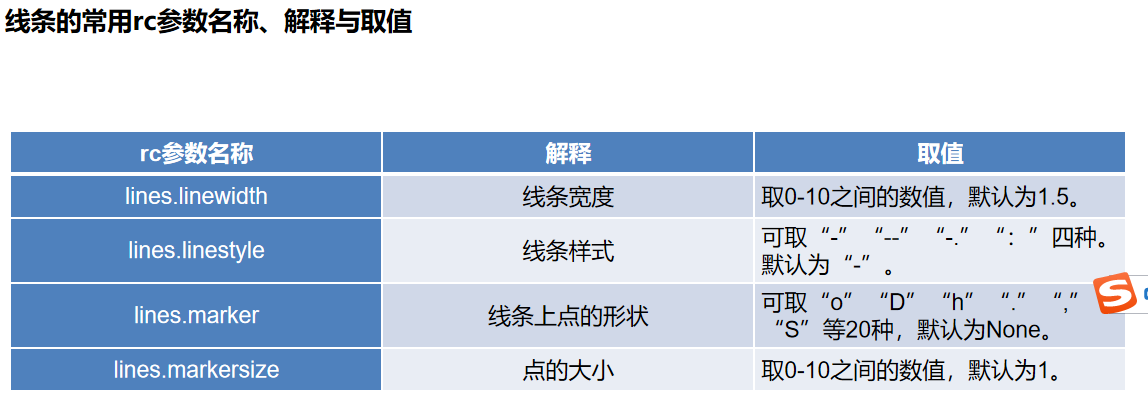 线条的常用rc参数名称、解释与取值
rc参数名称
解释
取值
lines.linewidth
线条宽度
取0-10之间的数值，默认为1.5。
lines.linestyle
线条样式
可取“-”“--”“-.”“：”四种。
默认为“-”。
lines.marker
线条上点的形状
可取“o”“D”“h”“.”“,”
“S”等20种，默认为None。
lines.markersize
点的大小
取0-10之间的数值，默认为1。